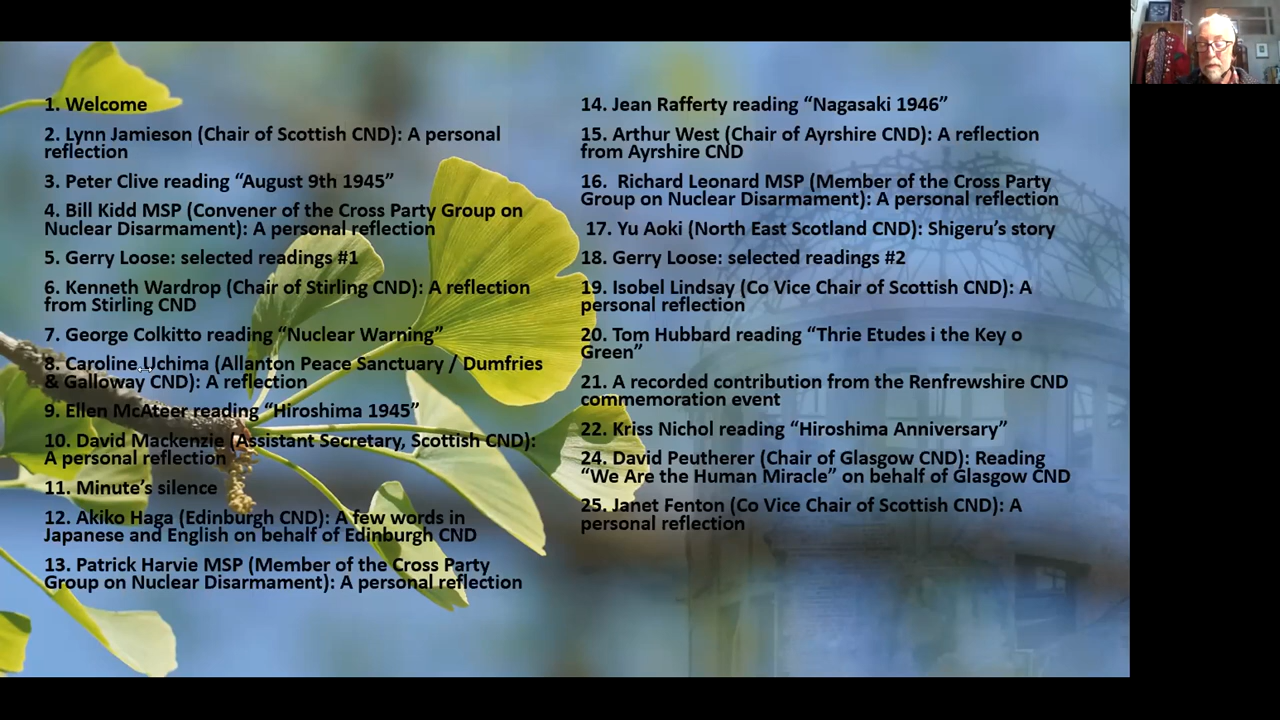 1. Welcome
2. Lynn Jamieson (Chair of Scottish CND): A personal
reflection
3. Peter Clive reading “August 9th 1945”
4. Bill Kidd MSP (Convener of the Cross Party Group on
Nuclear Disarmament): A personal reflection
5. Gerry Loose: selected readings #1
6. Kenneth Wardrop (Chair of Stirling CND): A reflection
from Stirling CND
7. George Colkitto reading “Nuclear Warning”
8. Caroline Uchima (Allanton Peace Sanctuary / Dumfries
& Galloway CND): A reflection
9. Ellen McAteer reading “Hiroshima 1945”
10. David Mackenzie (Assistant Secretary, Scottish CND):
A personal reflection
11. Minute’s silence
12. Akiko Haga (Edinburgh CND): A few words in
Japanese and English on behalf of Edinburgh CND
13. Patrick Harvie MSP (Member of the Cross Party
Group on Nuclear Disarmament): A personal reflection
14. Jean Rafferty reading “Nagasaki 1946”
15. Arthur West (Chair of Ayrshire CND): A reflection
from Ayrshire CND
16. Richard Leonard MSP (Member of the Cross Party
Group on Nuclear Disarmament): A personal reflection
17. Yu Aoki (North East Scotland CND): Shigeru’s story
18. Gerry Loose: selected readings #2
19. Isobel Lindsay (Co Vice Chair of Scottish CND): A
personal reflection
20. Tom Hubbard reading “Thrie Etudes i the Key o
Green”
21. A recorded contribution from the Renfrewshire CND
commemoration event
22. Kriss Nichol reading “Hiroshima Anniversary”
24. David Peutherer (Chair of Glasgow CND): Reading
“We Are the Human Miracle” on behalf of Glasgow CND
25. Janet Fenton (Co Vice Chair of Scottish CND): A
personal reflection